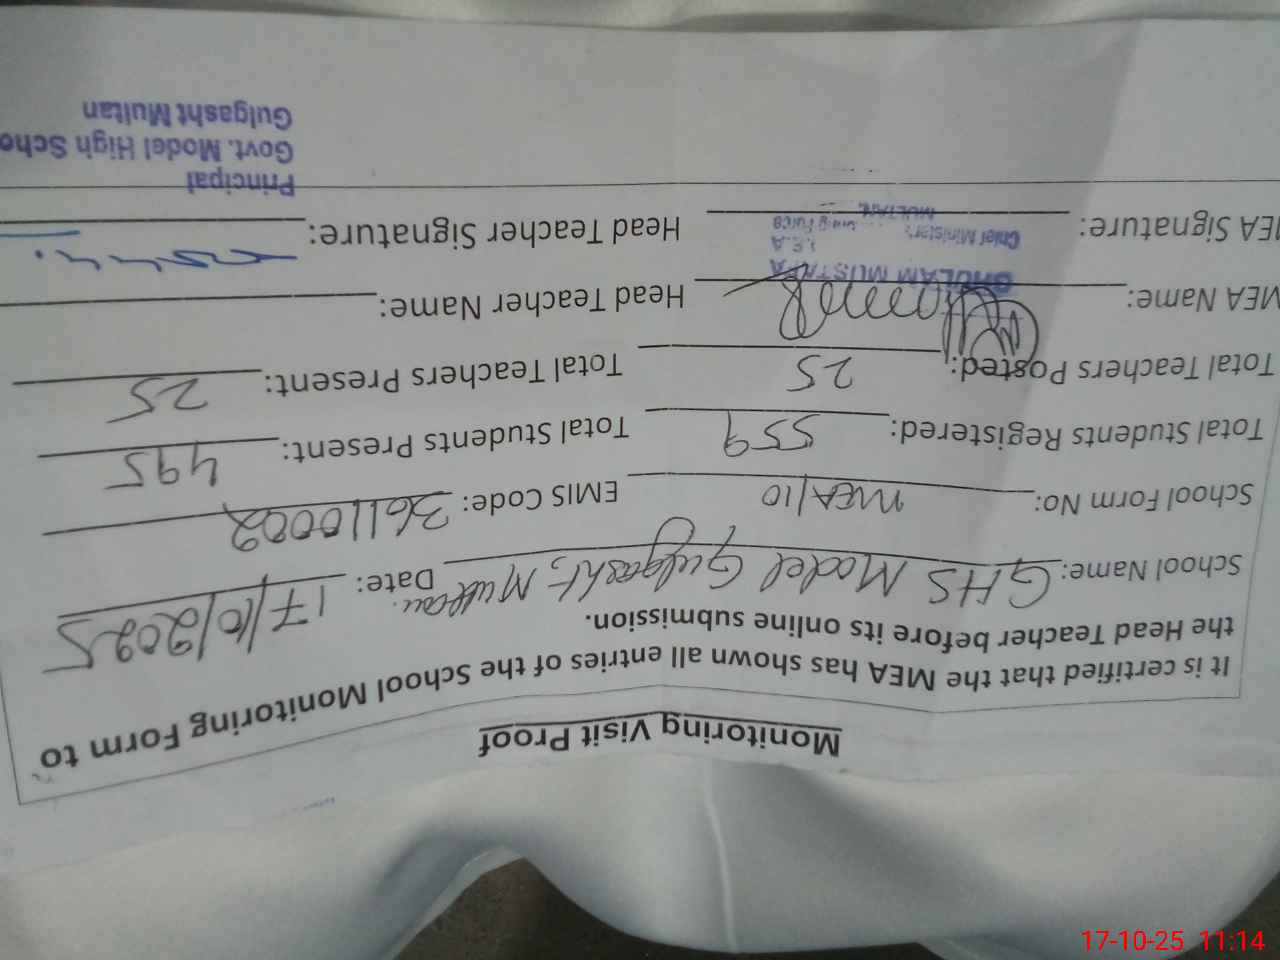 Monitoring Visit Proof
It is certified that the MEA has shown all entries of the School Monitoring Form to
the Head Teacher before its online submission.
School Name: GHS Model Gulgasht, Multan. Date: 17/10/2025
School Form No: MEA/10 EMIS Code: 36110002
Total Students Registered: 559 Total Students Present: 495
Total Teachers Posted: 25 Total Teachers Present: 25
MEA Name: GHULAM MUSTAFA Head Teacher Name:
M.E.A
Chief Minister's Monitoring Force
MULTAN.
MEA Signature: Head Teacher Signature:
Principal
Govt. Model High Scho
Gulgasht Multan
17-10-25 11:14